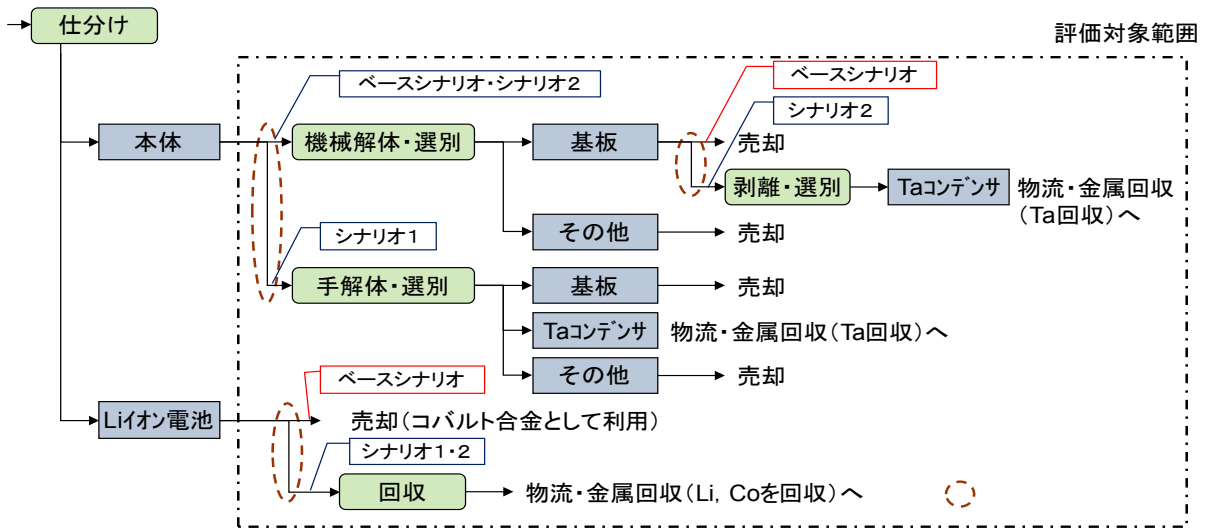 仕分け
評価対象範囲
ベースシナリオ・シナリオ2
ベースシナリオ
シナリオ2
本体
機械解体・選別
基板
売却
剥離・選別
Taコンデンサ
物流・金属回収
(Ta回収)へ
その他
売却
シナリオ1
手解体・選別
基板
売却
Taコンデンサ
物流・金属回収(Ta回収)へ
その他
売却
ベースシナリオ
Liイオン電池
売却(コバルト合金として利用)
シナリオ1・2
回収
物流・金属回収(Li, Coを回収)へ